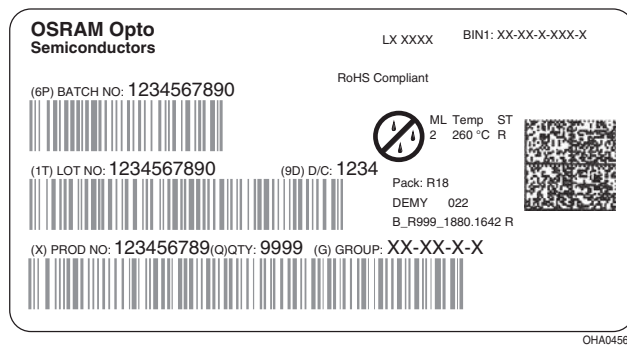 OSRAM Opto
Semiconductors
LX XXXX
BIN1: XX-XX-X-XXX-X
RoHS Compliant
(6P) BATCH NO: 1234567890
ML Temp ST
2 260 °C R
(1T) LOT NO: 1234567890
(9D) D/C: 1234
Pack: R18
DEMY 022
B_R999_1880.1642 R
(X) PROD NO: 123456789(Q)QTY: 9999 (G) GROUP: XX-XX-X-X
OHA0456